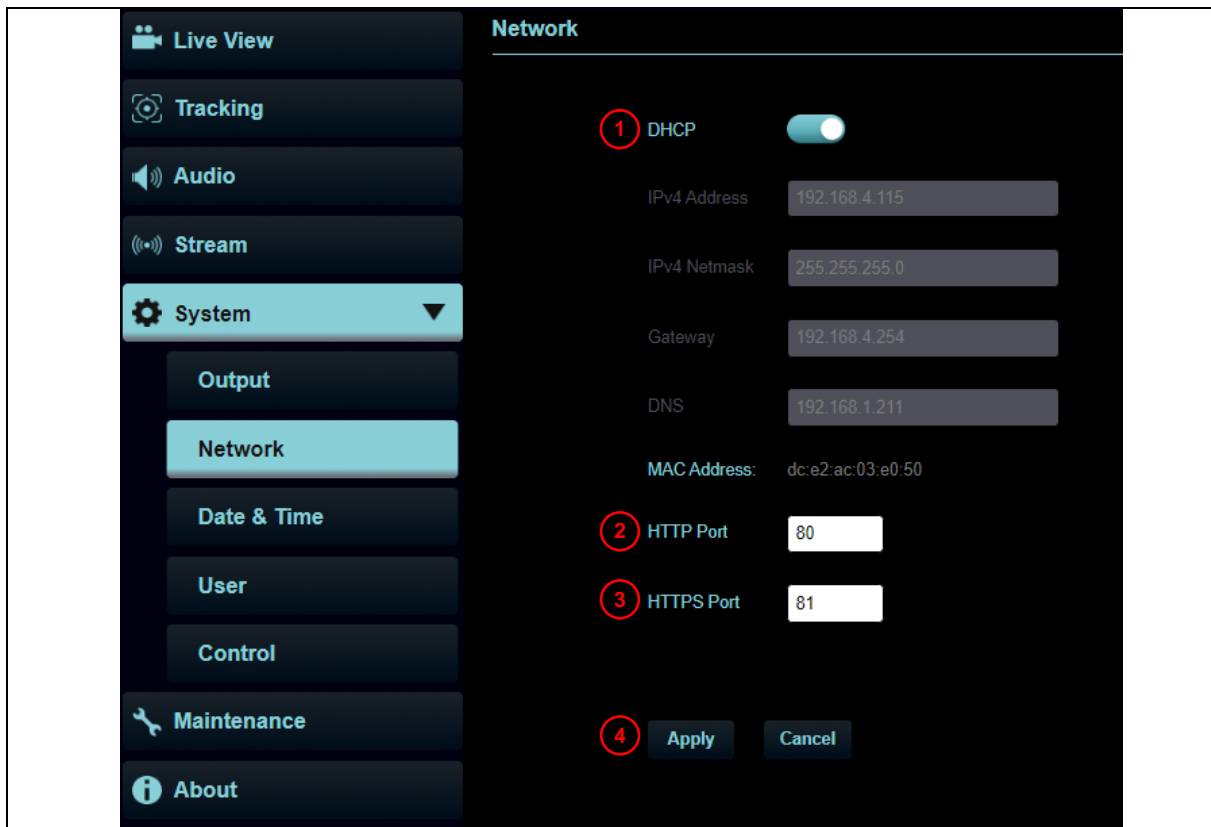 Live View
Tracking
Audio
Stream
System
Output
Network
Date & Time
User
Control
Maintenance
About
Network
1 DHCP
IPv4 Address 192.168.4.115
IPv4 Netmask 255.255.255.0
Gateway 192.168.4.254
DNS 192.168.1.211
MAC Address: dc:e2:ac:03:e0:50
2 HTTP Port 80
3 HTTPS Port 81
4 Apply Cancel